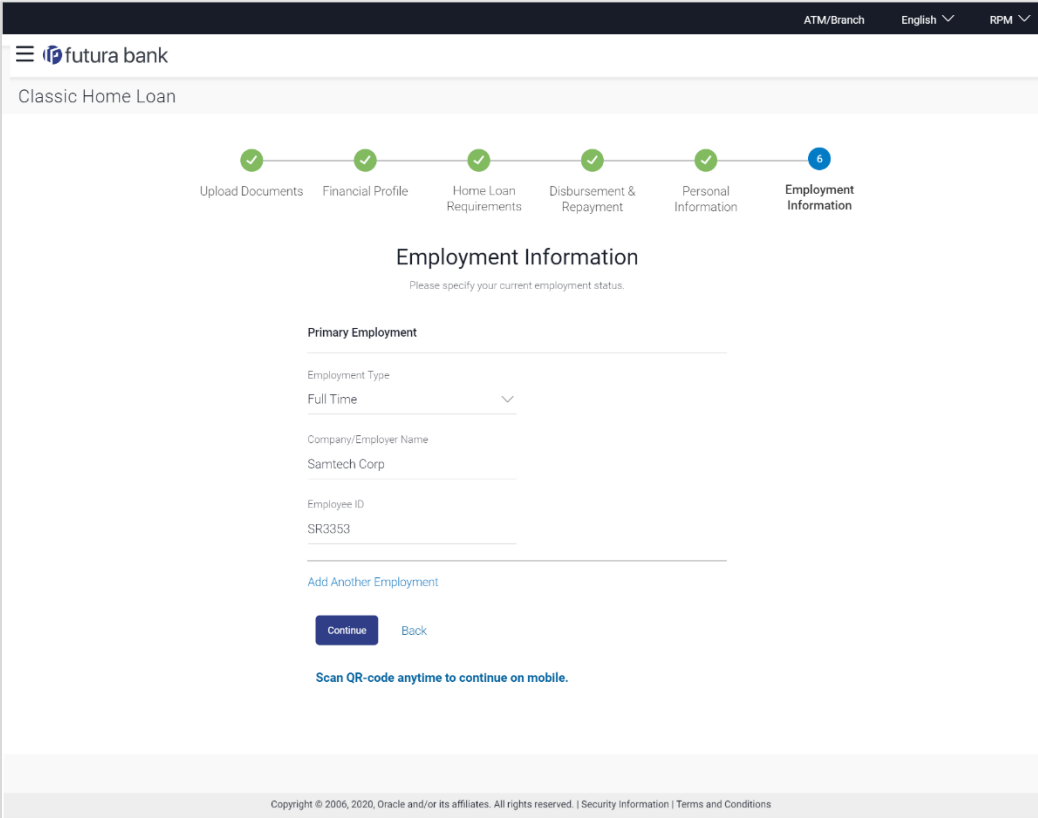 ATM/Branch English RPM
futura bank
Classic Home Loan
6
Upload Documents Financial Profile Home Loan Requirements Disbursement & Repayment Personal Information Employment Information
Employment Information
Please specify your current employment status.
Primary Employment
Employment Type
Full Time
Company/Employer Name
Samtech Corp
Employee ID
SR3353
Add Another Employment
Continue Back
Scan QR-code anytime to continue on mobile.
Copyright © 2006, 2020, Oracle and/or its affiliates. All rights reserved. | Security Information | Terms and Conditions